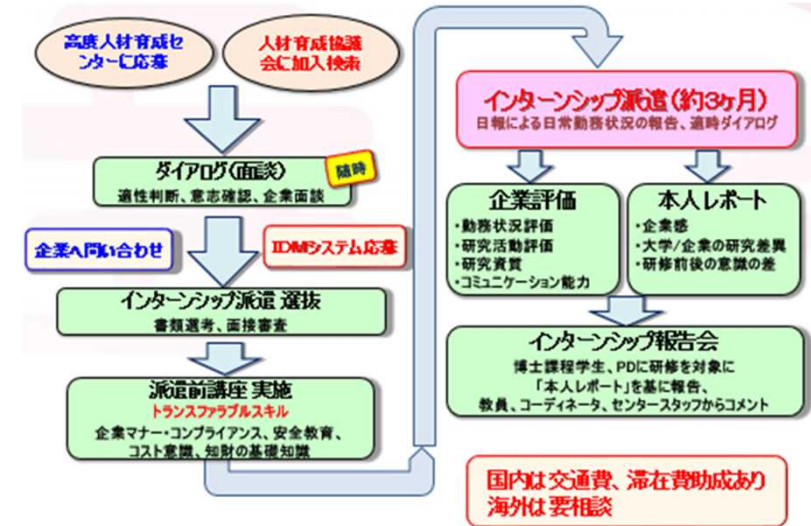 高度人材育成セ
ンターに応募
人材育成協議
会に加入検索
ダイアログ(面談)
随時
適性判断、意志確認、企業面談
企業へ問い合わせ
IDMシステム応募
インターンシップ派遣 選抜
書類選考、面接審査
派遣前講座 実施
トランスファラブルスキル
企業マナー・コンプライアンス、安全教育、
コスト意識、知財の基礎知識
インターンシップ派遣(約3ヶ月)
日報による日常勤務状況の報告、適時ダイアログ
企業評価
・勤務状況評価
・研究活動評価
・研究資質
・コミュニケーション能力
本人レポート
・企業感
・大学/企業の研究差異
・研修前後の意識の差
インターンシップ報告会
博士課程学生、PDに研修を対象に
「本人レポート」を基に報告、
教員、コーディネータ、センタースタッフからコメント
国内は交通費、滞在費助成あり
海外は要相談